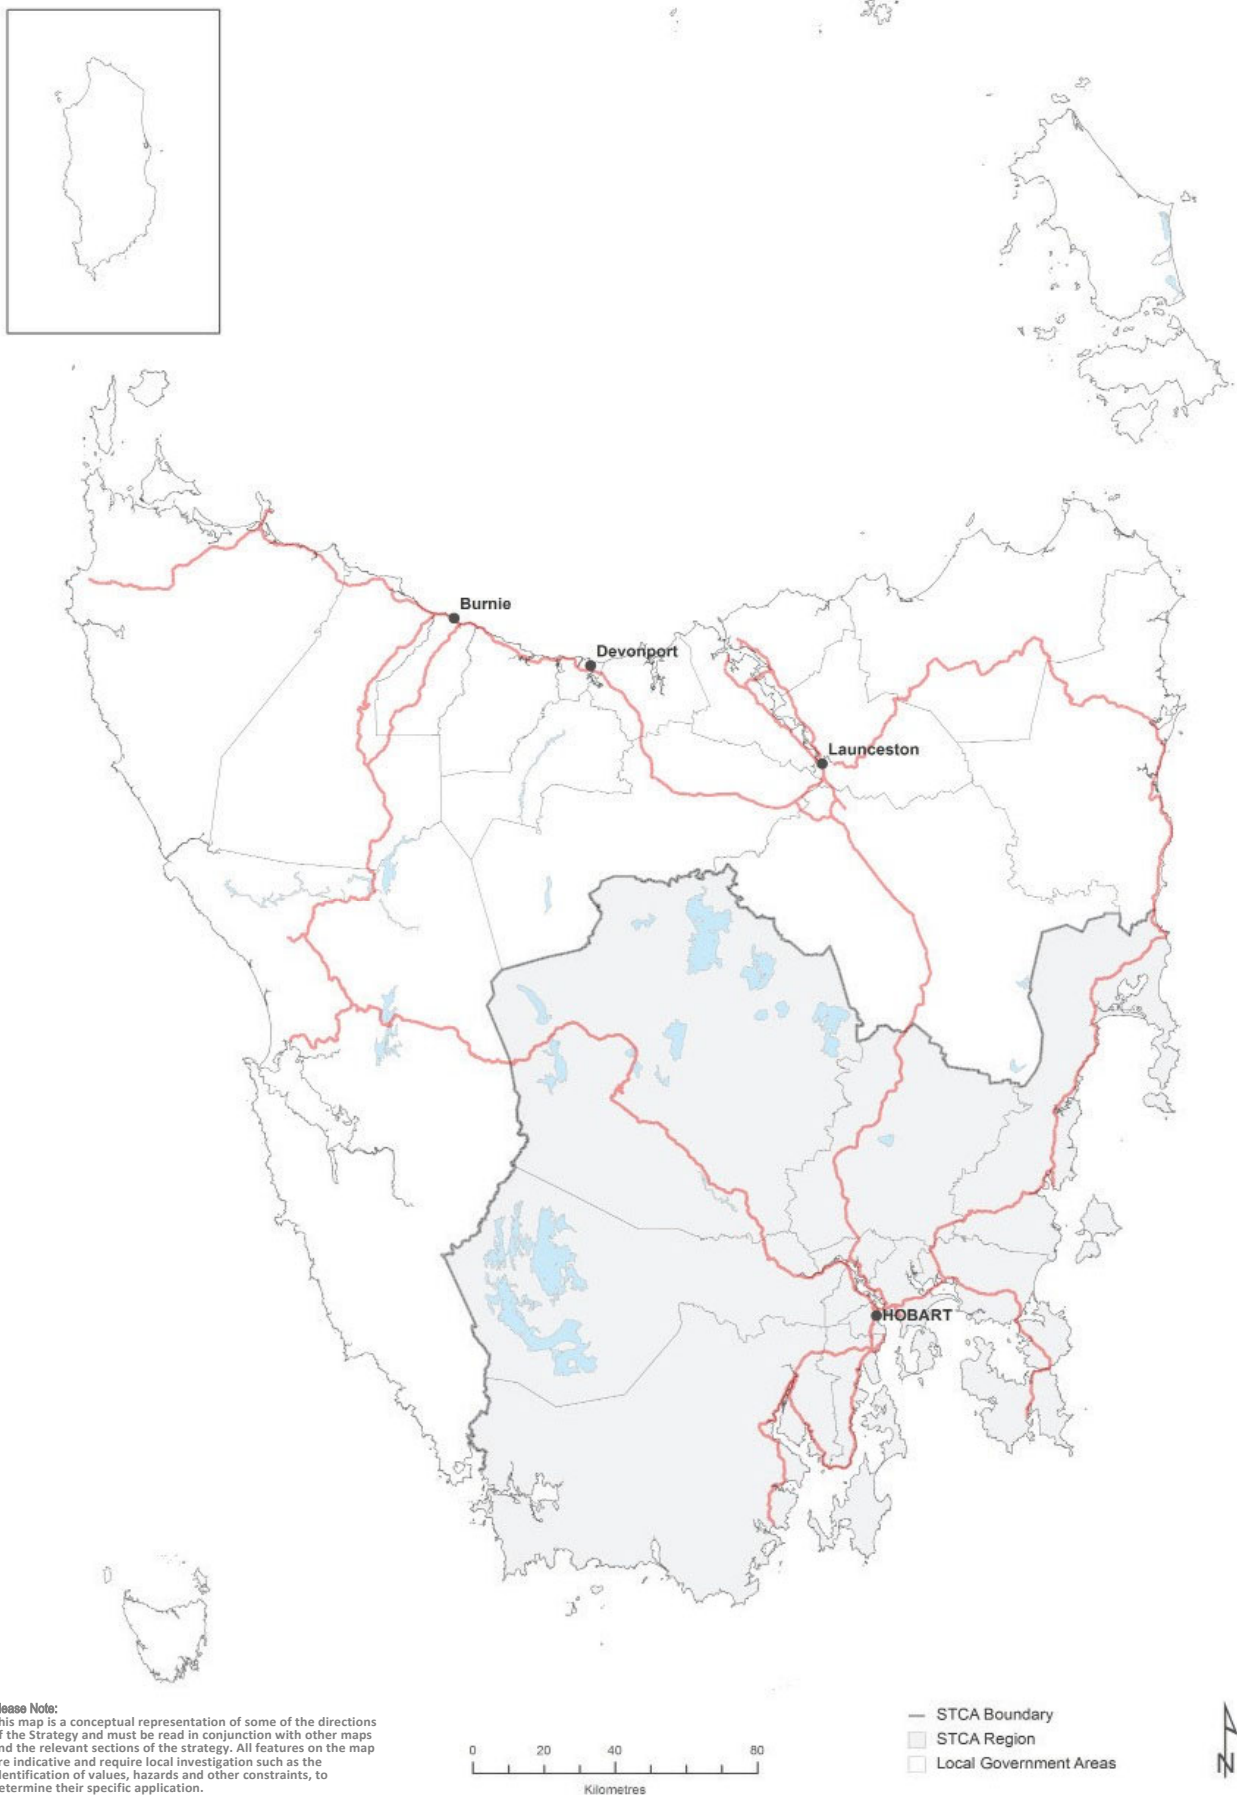 Burnie
Devonport
Launceston
HOBART
lease Note:
his map is a conceptual representation of some of the directions
f the Strategy and must be read in conjunction with other maps
nd the relevant sections of the strategy. All features on the map
re indicative and require local investigation such as the
dentification of values, hazards and other constraints, to
etermine their specific application.
0 20 40 80
Kilometres
STCA Boundary
STCA Region
Local Government Areas
N